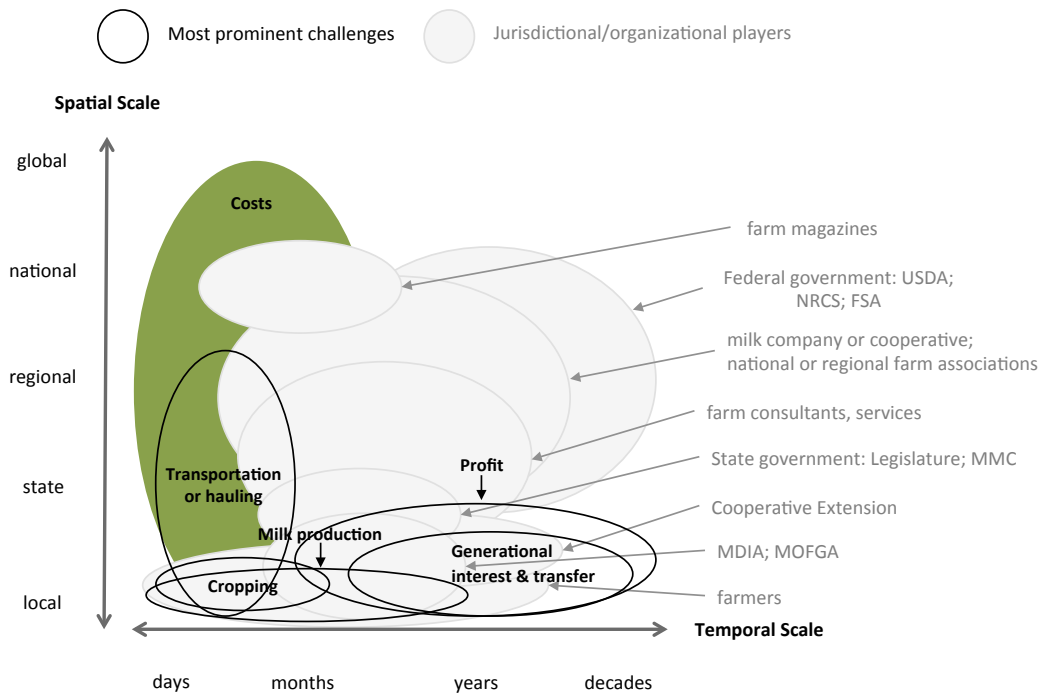 Most prominent challenges
Jurisdictional/organizational players
Spatial Scale
global
national
regional
state
local
Costs
Transportation
or hauling
Milk production
Cropping
Profit
Generational
interest & transfer
farm magazines
Federal government: USDA;
NRCS; FSA
milk company or cooperative;
national or regional farm associations
farm consultants, services
State government: Legislature; MMC
Cooperative Extension
MDIA; MOFGA
farmers
Temporal Scale
days
months
years
decades